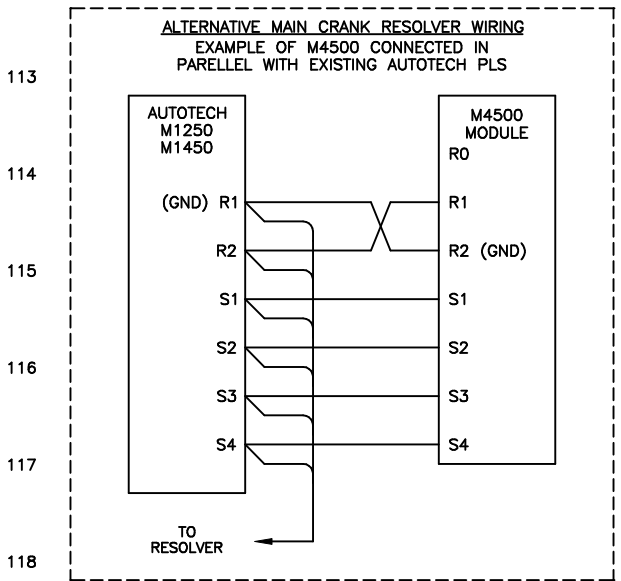 ALTERNATIVE MAIN CRANK RESOLVER WIRING
EXAMPLE OF M4500 CONNECTED IN
PARELLEL WITH EXISTING AUTOTECH PLS
113
AUTOTECH
M1250
M1450
M4500
MODULE
R0
114
(GND) R1
R1
R2
R2 (GND)
115
S1
S1
S2
S2
116
S3
S3
S4
S4
117
TO
RESOLVER
118